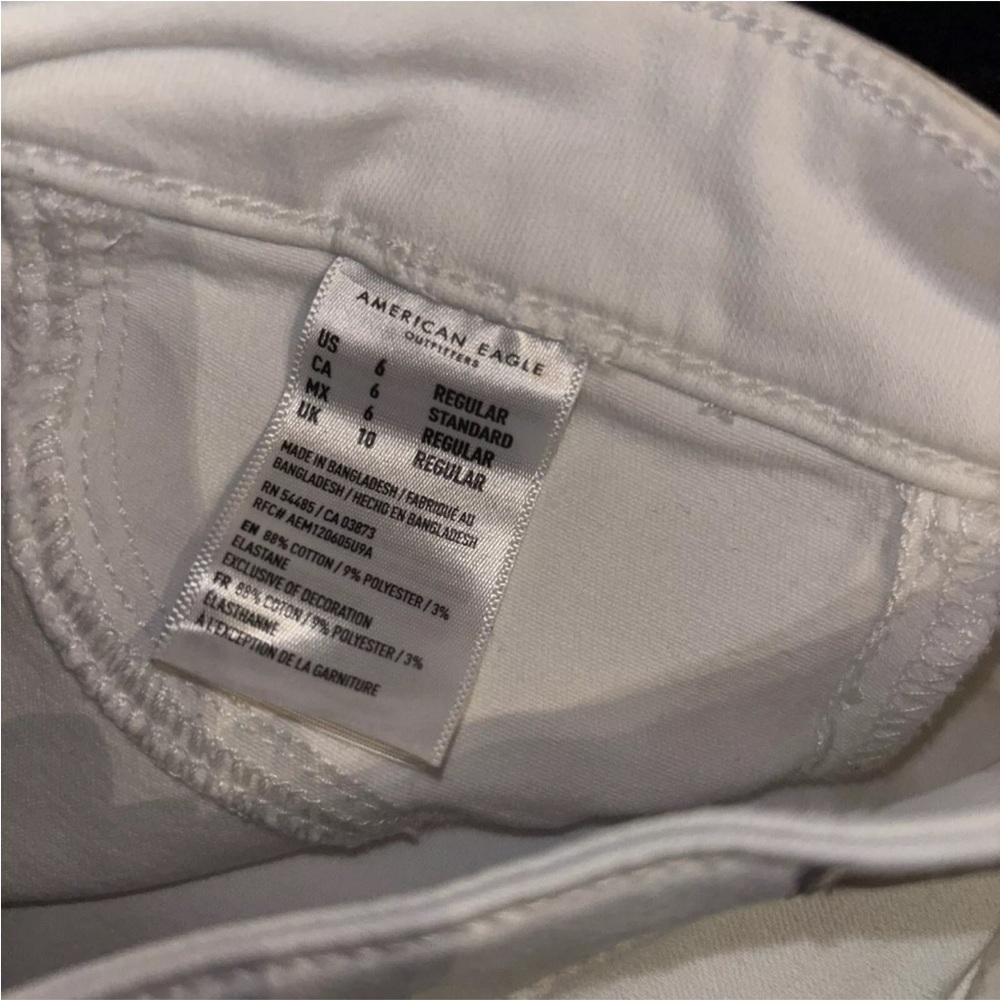 AMERICAN EAGLE
OUTFITTERS
US 6 REGULAR
CA 6 STANDARD
MX 6 REGULAR
UK 10 REGULAR
MADE IN BANGLADESH / FABRIQUÉ AU
BANGLADESH / HECHO EN BANGLADESH
RN 54485 / CA 03873
RFC# AEM120605U9A
EN 88% COTTON / 9% POLYESTER / 3%
ELASTANE
EXCLUSIVE OF DECORATION
FR 88% COTON / 9% POLYESTER / 3%
ÉLASTHANNE
À L'EXCEPTION DE LA GARNITURE